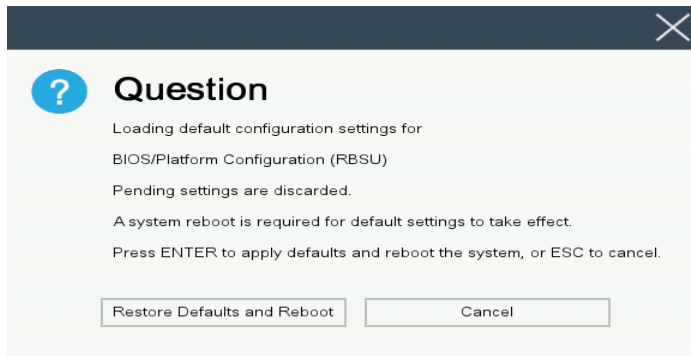 ?
Question
Loading default configuration settings for
BIOS/Platform Configuration (RBSU)
Pending settings are discarded.
A system reboot is required for default settings to take effect.
Press ENTER to apply defaults and reboot the system, or ESC to cancel.
Restore Defaults and Reboot
Cancel